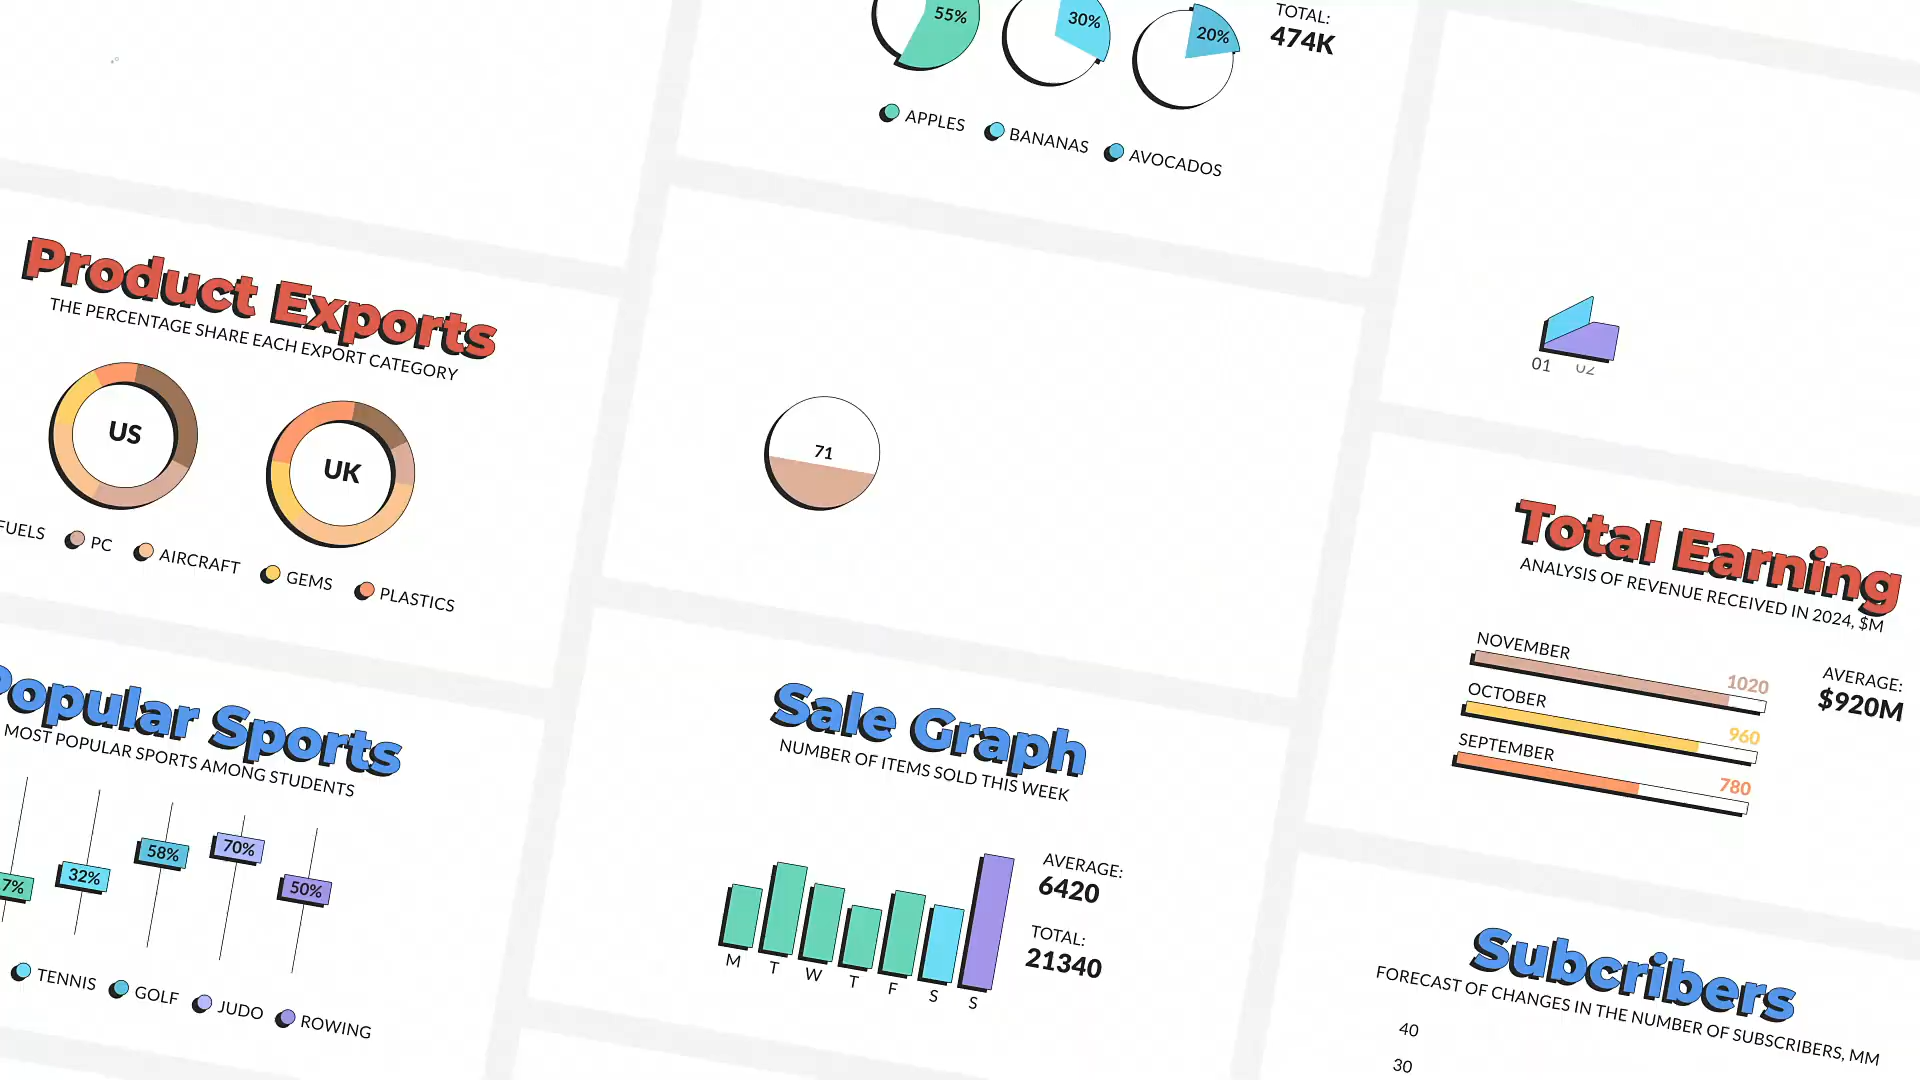 55%
30%
20%
TOTAL:
474K
APPLES
BANANAS
AVOCADOS
Product Exports
THE PERCENTAGE SHARE EACH EXPORT CATEGORY
US
UK
FUELS
PC
AIRCRAFT
GEMS
PLASTICS
71
01
02
Total Earning
ANALYSIS OF REVENUE RECEIVED IN 2024, $M
NOVEMBER
1020
OCTOBER
960
SEPTEMBER
780
AVERAGE:
$920M
Popular Sports
MOST POPULAR SPORTS AMONG STUDENTS
7%
32%
58%
70%
50%
TENNIS
GOLF
JUDO
ROWING
Sale Graph
NUMBER OF ITEMS SOLD THIS WEEK
M
T
W
T
F
S
S
AVERAGE:
6420
TOTAL:
21340
Subcribers
FORECAST OF CHANGES IN THE NUMBER OF SUBSCRIBERS, MM
40
30